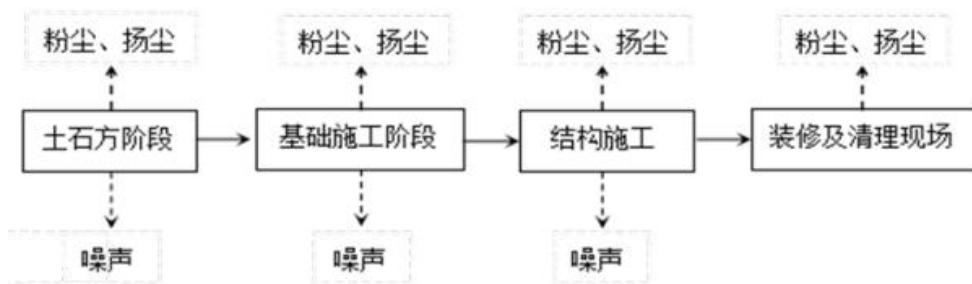 粉尘、扬尘
粉尘、扬尘
粉尘、扬尘
粉尘、扬尘
土石方阶段
基础施工阶段
结构施工
装修及清理现场
噪声
噪声
噪声